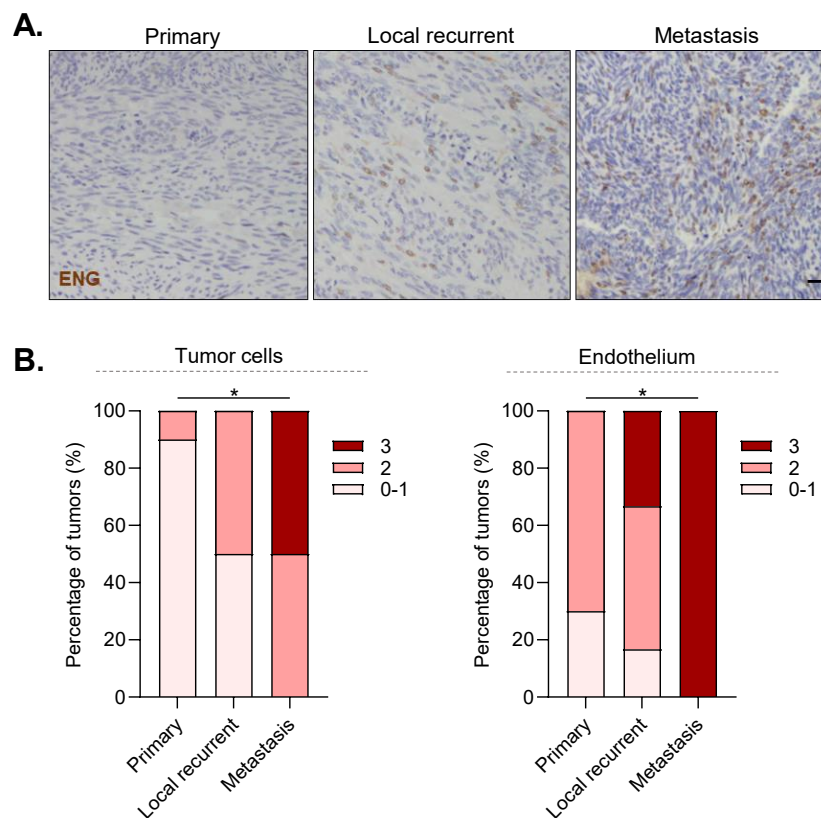 A.
Primary
Local recurrent
Metastasis
ENG
B.
Tumor cells
*
Percentage of tumors (%)
100
80
60
40
20
0
3
2
0-1
Primary
Local recurrent
Metastasis
Endothelium
*
Percentage of tumors (%)
100
80
60
40
20
0
3
2
0-1
Primary
Local recurrent
Metastasis